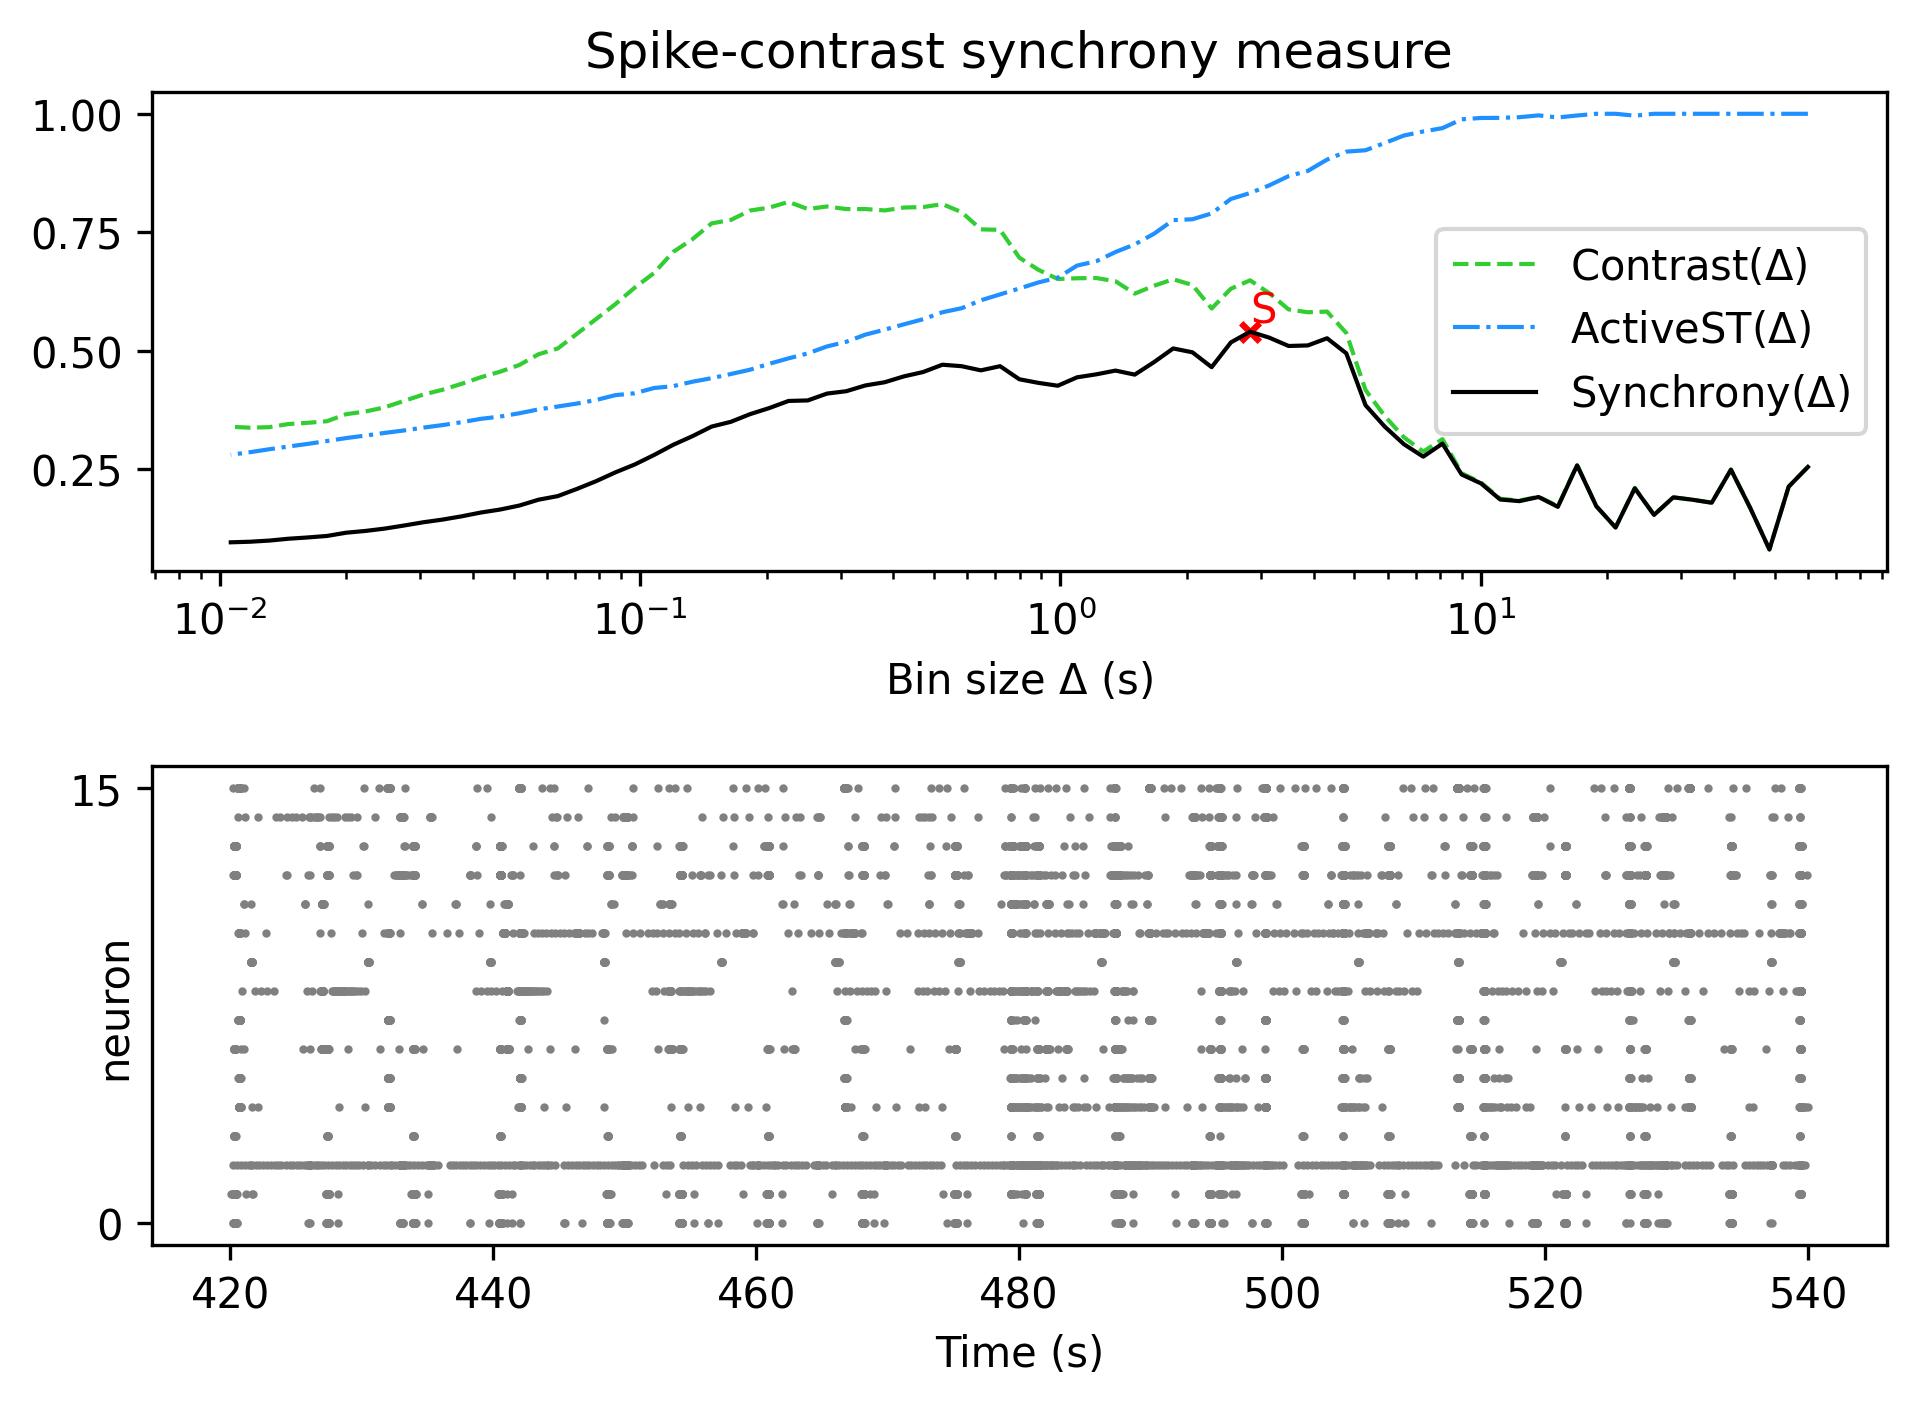 Spike-contrast synchrony measure
1.00
0.75
0.50
0.25
S
Contrast(Δ)
ActiveST(Δ)
Synchrony(Δ)
10⁻² 10⁻¹ 10⁰ 10¹
Bin size Δ (s)
15
neuron
0
420 440 460 480 500 520 540
Time (s)